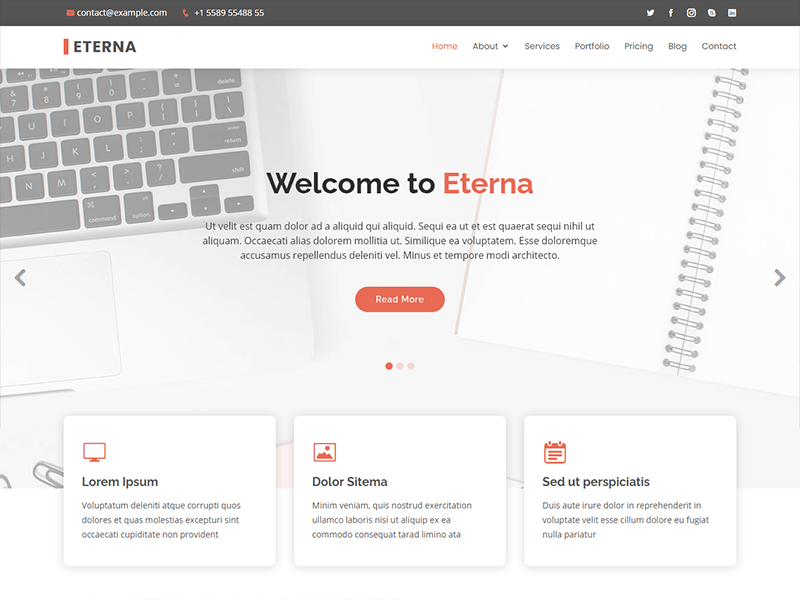 contact@example.com +1 5589 55488 55
ETERNA
Home About Services Portfolio Pricing Blog Contact
Welcome to Eterna
Ut velit est quam dolor ad a aliquid qui aliquid. Sequi ea ut et est quaerat sequi nihil ut
aliquam. Occaecati alias dolorem mollitia ut. Similique ea voluptatem. Esse doloremque
accusamus repellendus deleniti vel. Minus et tempore modi architecto.
Read More
Lorem Ipsum
Voluptatum deleniti atque corrupti quos
dolores et quas molestias excepturi sint
occaecati cupiditate non provident
Dolor Sitema
Minim veniam, quis nostrud exercitation
ullamco laboris nisi ut aliquip ex ea
commodo consequat tarad limino ata
Sed ut perspiciatis
Duis aute irure dolor in reprehenderit in
voluptate velit esse cillum dolore eu fugiat
nulla pariatur